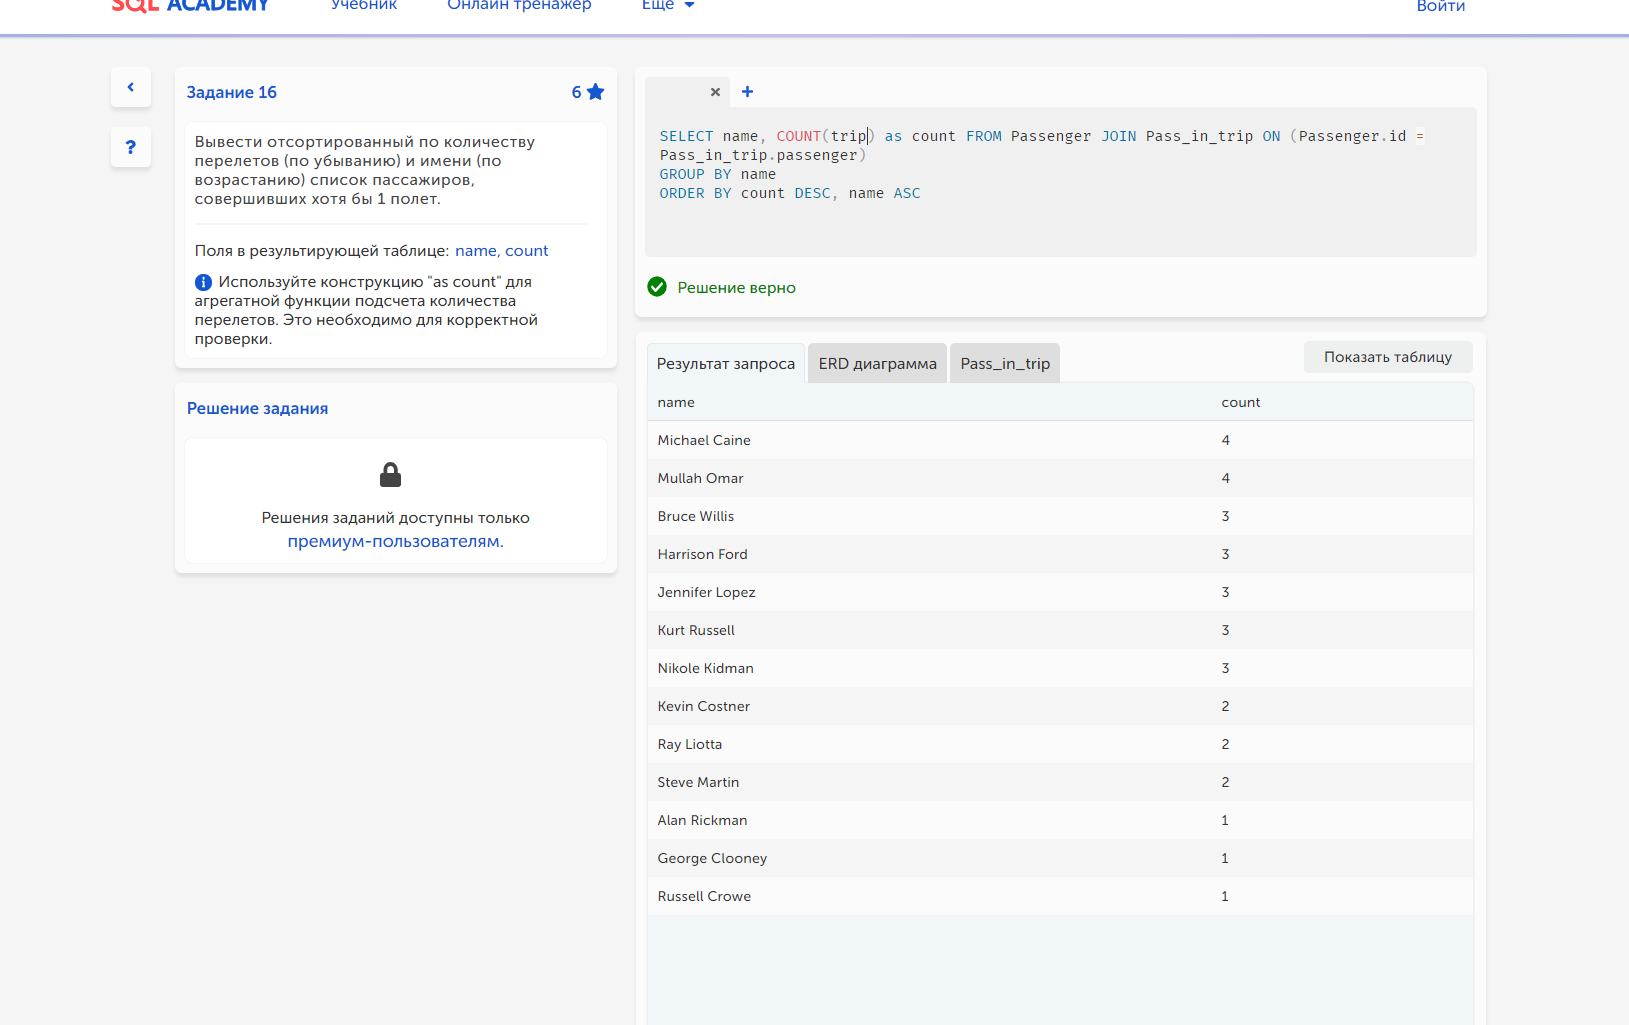 SQL ACADEMY
Учебник
Онлайн тренажер
Еще
Войти
Задание 16
6
Вывести отсортированный по количеству
перелетов (по убыванию) и имени (по
возрастанию) список пассажиров,
совершивших хотя бы 1 полет.
Поля в результирующей таблице: name, count
Используйте конструкцию "as count" для
агрегатной функции подсчета количества
перелетов. Это необходимо для корректной
проверки.
Решение задания
Решения заданий доступны только
премиум-пользователям.
SELECT name, COUNT(trip) as count FROM Passenger JOIN Pass_in_trip ON (Passenger.id =
Pass_in_trip.passenger)
GROUP BY name
ORDER BY count DESC, name ASC
Решение верно
Результат запроса
ERD диаграмма
Pass_in_trip
Показать таблицу
name count
Michael Caine 4
Mullah Omar 4
Bruce Willis 3
Harrison Ford 3
Jennifer Lopez 3
Kurt Russell 3
Nikole Kidman 3
Kevin Costner 2
Ray Liotta 2
Steve Martin 2
Alan Rickman 1
George Clooney 1
Russell Crowe 1